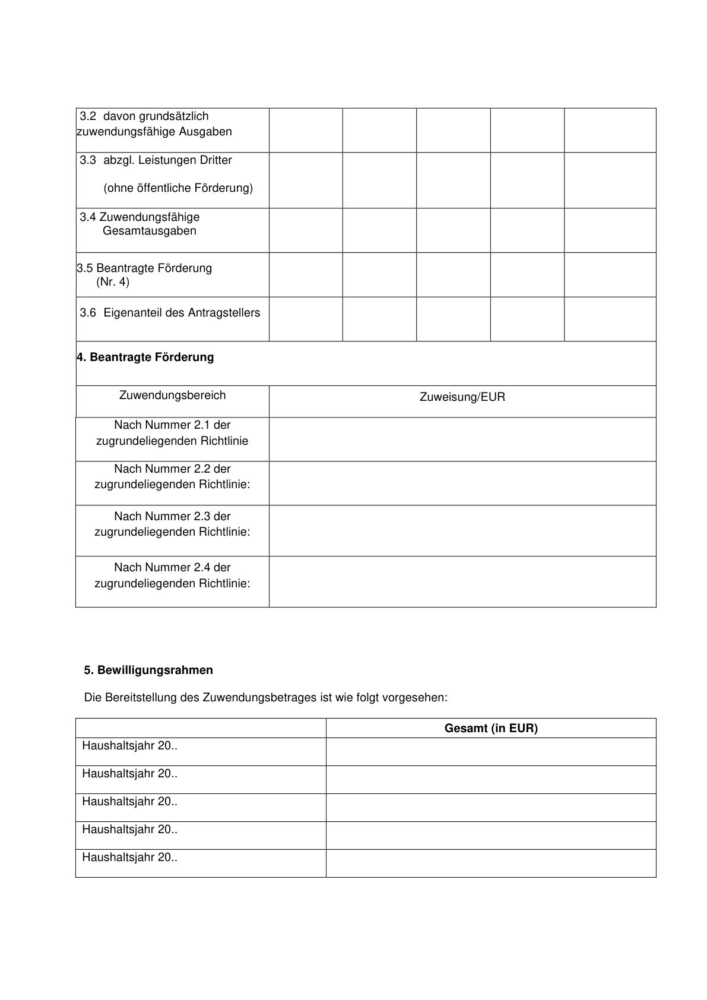 3.2 davon grundsätzlich
zuwendungsfähige Ausgaben
3.3 abzgl. Leistungen Dritter
(ohne öffentliche Förderung)
3.4 Zuwendungsfähige
Gesamtausgaben
3.5 Beantragte Förderung
(Nr. 4)
3.6 Eigenanteil des Antragstellers
4. Beantragte Förderung
Zuwendungsbereich
Zuweisung/EUR
Nach Nummer 2.1 der
zugrundeliegenden Richtlinie
Nach Nummer 2.2 der
zugrundeliegenden Richtlinie:
Nach Nummer 2.3 der
zugrundeliegenden Richtlinie:
Nach Nummer 2.4 der
zugrundeliegenden Richtlinie:
5. Bewilligungsrahmen
Die Bereitstellung des Zuwendungsbetrages ist wie folgt vorgesehen:
Gesamt (in EUR)
Haushaltsjahr 20..
Haushaltsjahr 20..
Haushaltsjahr 20..
Haushaltsjahr 20..
Haushaltsjahr 20..